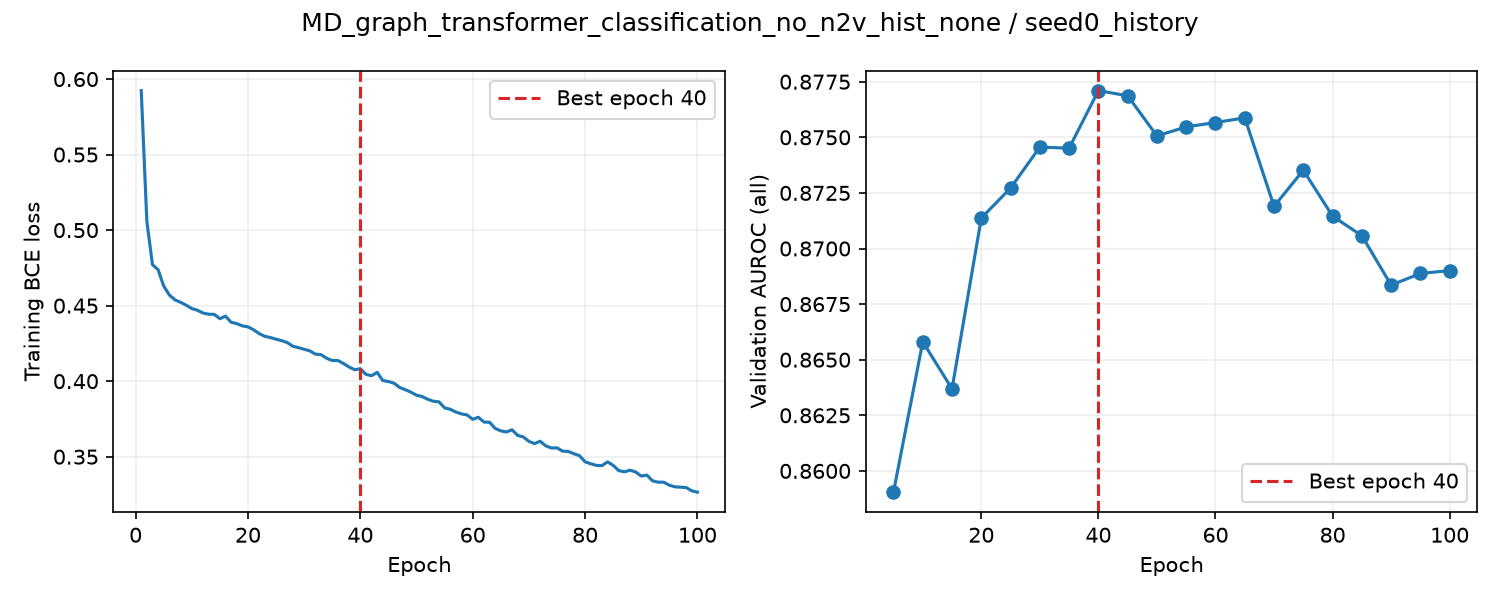 MD_graph_transformer_classification_no_n2v_hist_none / seed0_history
0.60
0.55
0.50
0.45
0.40
0.35
Training BCE loss
0 20 40 60 80 100
Epoch
Best epoch 40
0.8775
0.8750
0.8725
0.8700
0.8675
0.8650
0.8625
0.8600
Validation AUROC (all)
20 40 60 80 100
Epoch
Best epoch 40